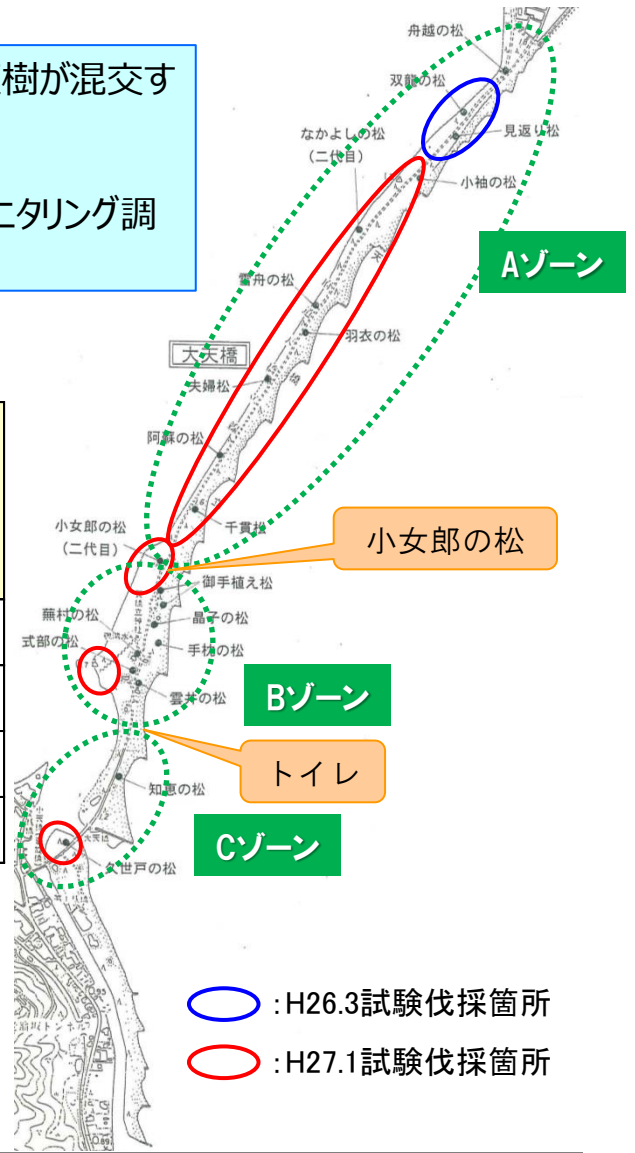 樹が混交す
ニタリング調
舟越の松
双龍の松
見返り松
なかよしの松
（二代目）
小袖の松
Aゾーン
雪舟の松
羽衣の松
大天橋
夫婦松
阿蘇の松
千貫松
小女郎の松
（二代目）
小女郎の松
御手植え松
蕪村の松
晶子の松
式部の松
手枕の松
雲井の松
Bゾーン
トイレ
知恵の松
Cゾーン
久世戸の松
：H26.3試験伐採箇所
：H27.1試験伐採箇所